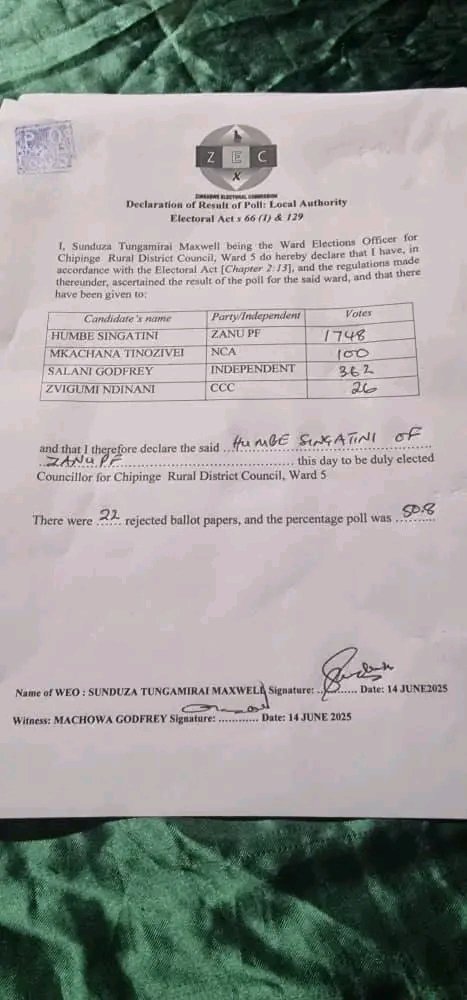 P.O
Z E C
X
ZIMBABWE ELECTORAL COMMISSION
Declaration of Result of Poll: Local Authority
Electoral Act s 66 (1) & 129
I, Sunduza Tungamirai Maxwell being the Ward Elections Officer for
Chipinge Rural District Council, Ward 5 do hereby declare that I have, in
accordance with the Electoral Act [Chapter 2:13], and the regulations made
thereunder, ascertained the result of the poll for the said ward, and that there
have been given to:
Candidate's name Party/Independent Votes
HUMBE SINGATINI ZANU PF 1748
MKACHANA TINOZIVEI NCA 100
SALANI GODFREY INDEPENDENT 362
ZVIGUMI NDINANI CCC 26
and that I therefore declare the said HUMBE SINGATINI OF
ZANU PF this day to be duly elected
Councillor for Chipinge Rural District Council, Ward 5
There were 22 rejected ballot papers, and the percentage poll was 50.8
Name of WEO : SUNDUZA TUNGAMIRAI MAXWELL Signature: ............ Date: 14 JUNE2025
Witness: MACHOWA GODFREY Signature: ............ Date: 14 JUNE 2025